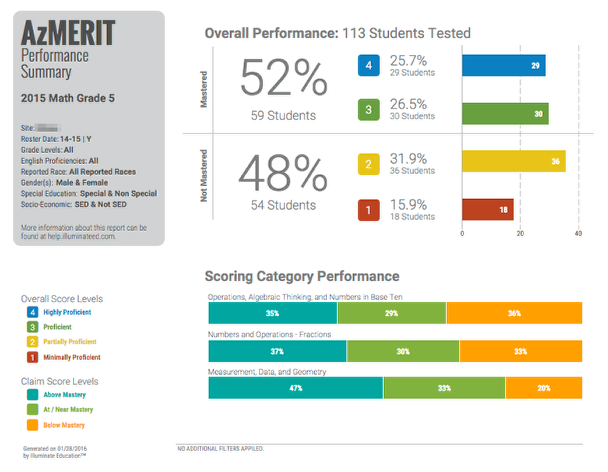 AzMERIT
Performance
Summary
2015 Math Grade 5
Site:
Roster Date: 14-15 | Y
Grade Levels: All
English Proficiencies: All
Reported Race: All Reported Races
Gender(s): Male & Female
Special Education: Special & Non Special
Socio-Economic: SED & Not SED
More information about this report can be
found at help.illuminateed.com.
Overall Performance: 113 Students Tested
Mastered
52%
59 Students
4
25.7%
29 Students
29
3
26.5%
30 Students
30
Not Mastered
48%
54 Students
2
31.9%
36 Students
36
1
15.9%
18 Students
18
0 20 40
Scoring Category Performance
Operations, Algebraic Thinking, and Numbers in Base Ten
35% 29% 36%
Numbers and Operations - Fractions
37% 30% 33%
Measurement, Data, and Geometry
47% 33% 20%
Overall Score Levels
4 Highly Proficient
3 Proficient
2 Partially Proficient
1 Minimally Proficient
Claim Score Levels
Above Mastery
At / Near Mastery
Below Mastery
Generated on 01/28/2016
by Illuminate Education™
NO ADDITIONAL FILTERS APPLIED.